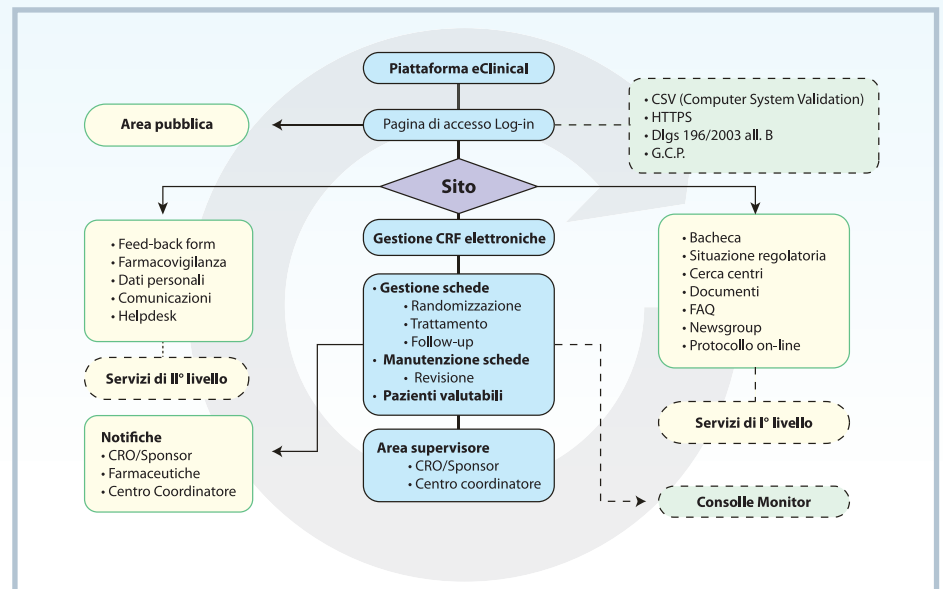 Piattaforma eClinical
Area pubblica
Pagina di accesso Log-in
• CSV (Computer System Validation)
• HTTPS
• Dlgs 196/2003 all. B
• G.C.P.
Sito
• Feed-back form
• Farmacovigilanza
• Dati personali
• Comunicazioni
• Helpdesk
Servizi di II° livello
Notifiche
• CRO/Sponsor
• Farmaceutiche
• Centro Coordinatore
Gestione CRF elettroniche
• Gestione schede
• Randomizzazione
• Trattamento
• Follow-up
• Manutenzione schede
• Revisione
• Pazienti valutabili
Area supervisore
• CRO/Sponsor
• Centro coordinatore
• Bacheca
• Situazione regolatoria
• Cerca centri
• Documenti
• FAQ
• Newsgroup
• Protocollo on-line
Servizi di I° livello
Consolle Monitor